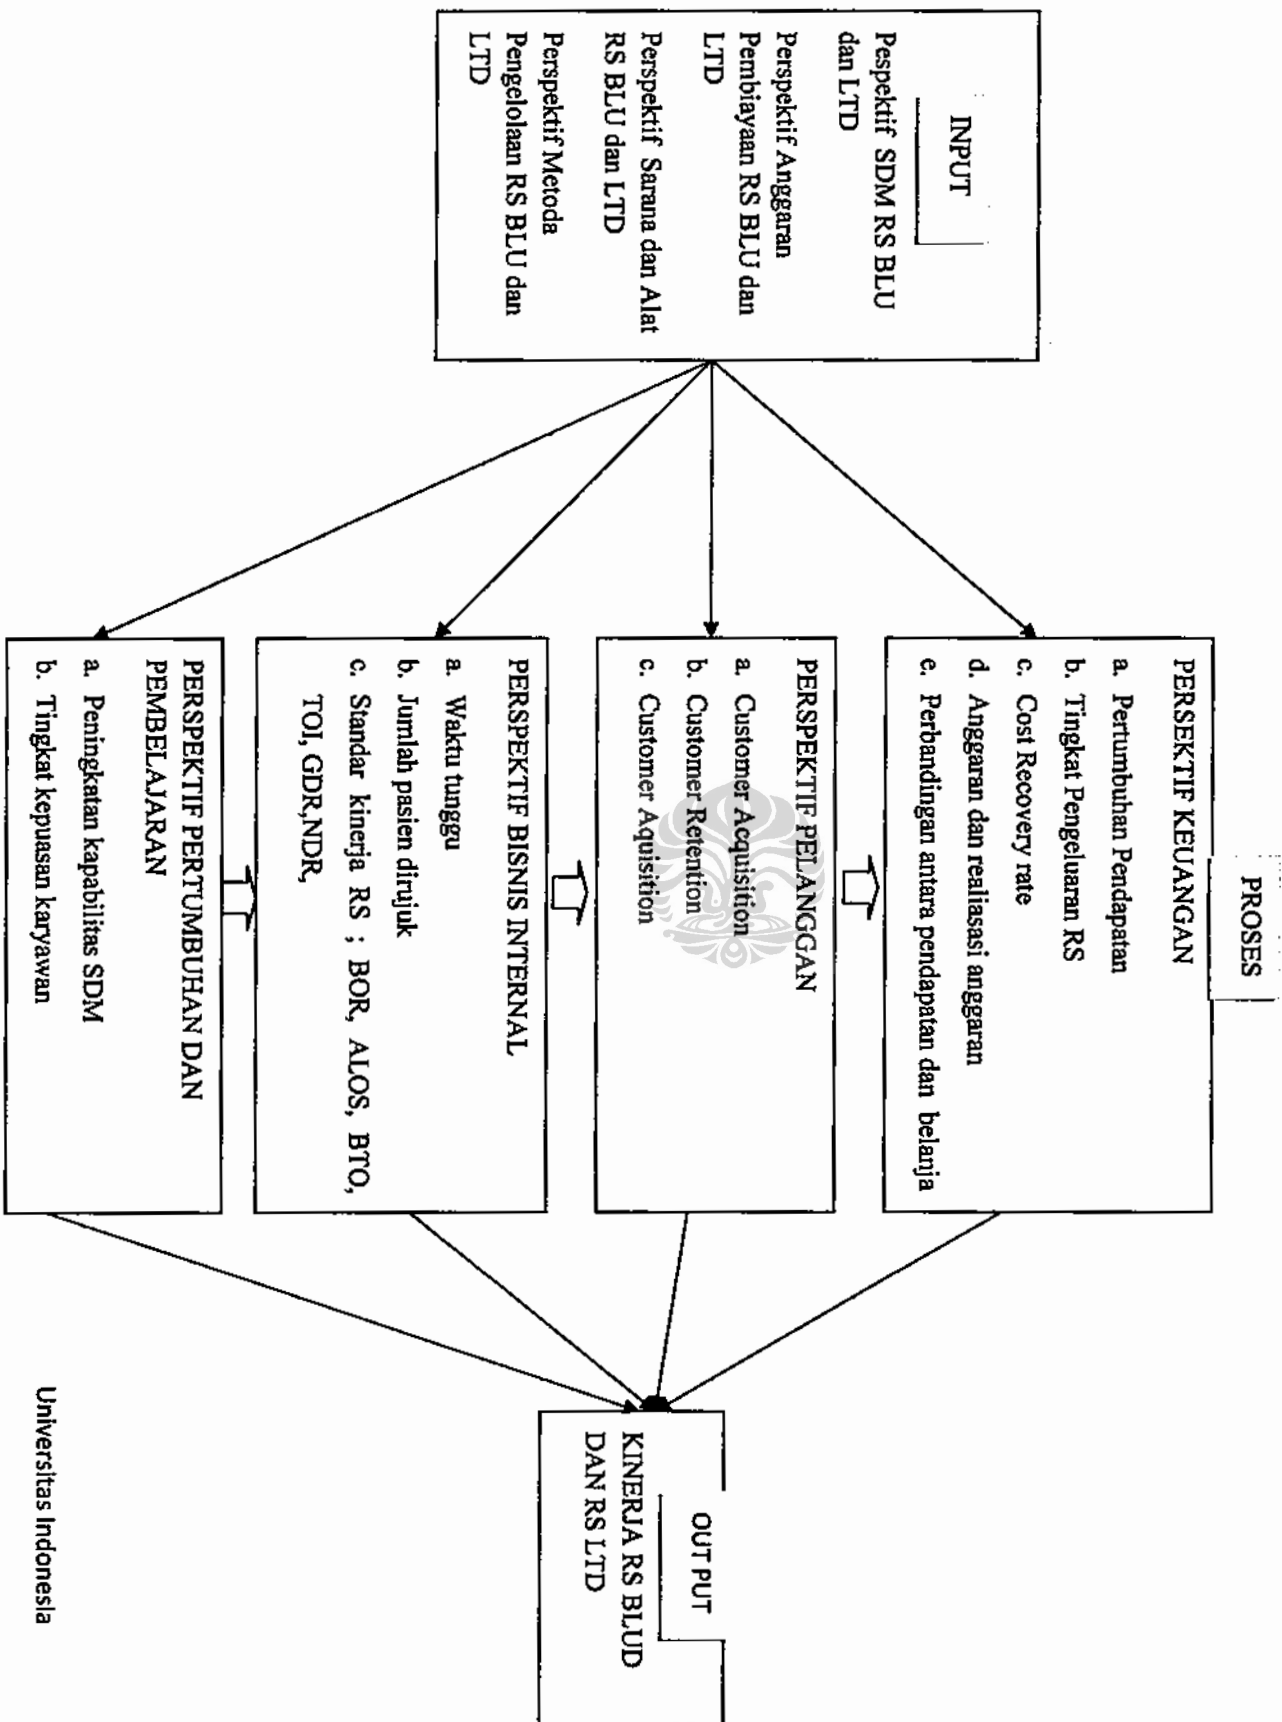 INPUT
Pespektif SDM RS BLU
dan LTD
Perspektif Anggaran
Pembiayaan RS BLU dan
LTD
Perspektif Sarana dan Alat
RS BLU dan LTD
Perspektif Metoda
Pengelolaan RS BLU dan
LTD
PROSES
PERSEKTIF KEUANGAN
a. Pertumbuhan Pendapatan
b. Tingkat Pengeluaran RS
c. Cost Recovery rate
d. Anggaran dan realiasasi anggaran
e. Perbandingan antara pendapatan dan belanja
PERSPEKTIF PELANGGAN
a. Customer Acquisition
b. Customer Retention
c. Customer Aquisition
PERSPEKTIF BISNIS INTERNAL
a. Waktu tunggu
b. Jumlah pasien dirujuk
c. Standar kinerja RS ; BOR, ALOS, BTO,
TOI, GDR,NDR,
PERSPEKTIF PERTUMBUHAN DAN
PEMBELAJARAN
a. Peningkatan kapabilitas SDM
b. Tingkat kepuasan karyawan
OUT PUT
KINERJA RS BLUD
DAN RS LTD
Universitas Indonesia